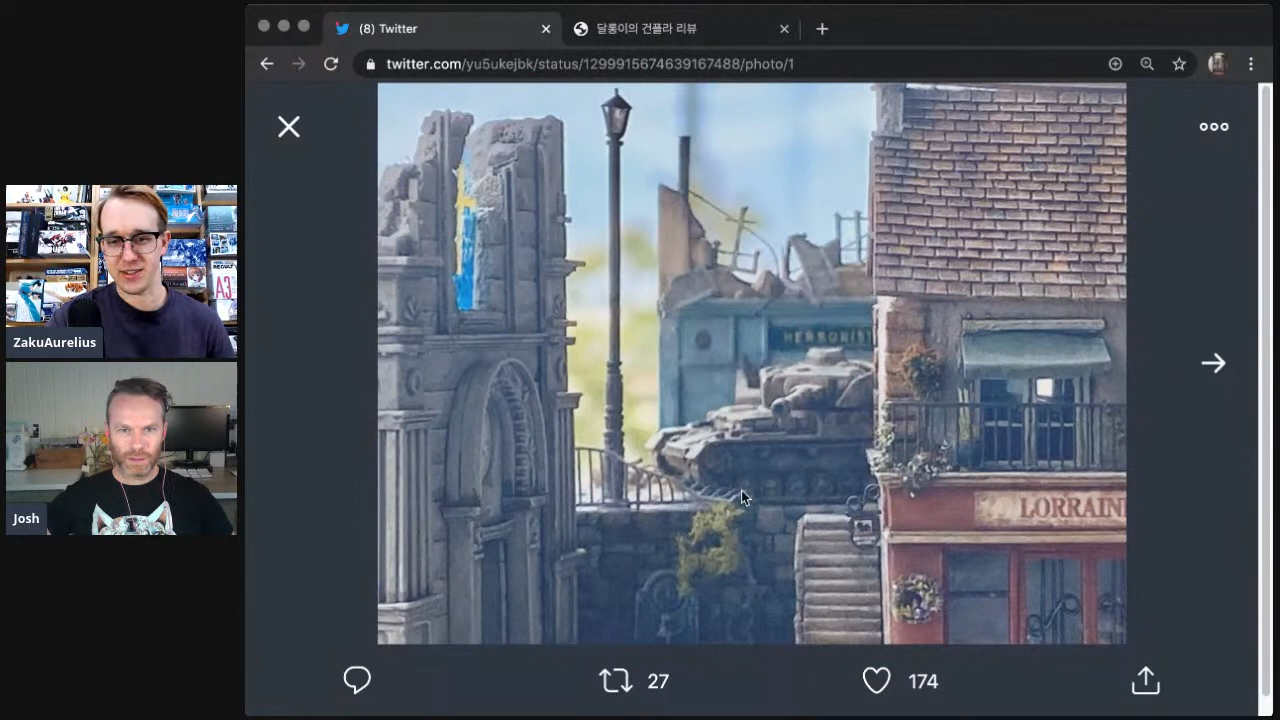 (8) Twitter
달롱이의 건플라 리뷰
twitter.com/yu5ukejbk/status/1299915674639167488/photo/1
A3
ZakuAurelius
Josh
HERBORIST
LORRAIN
27
174